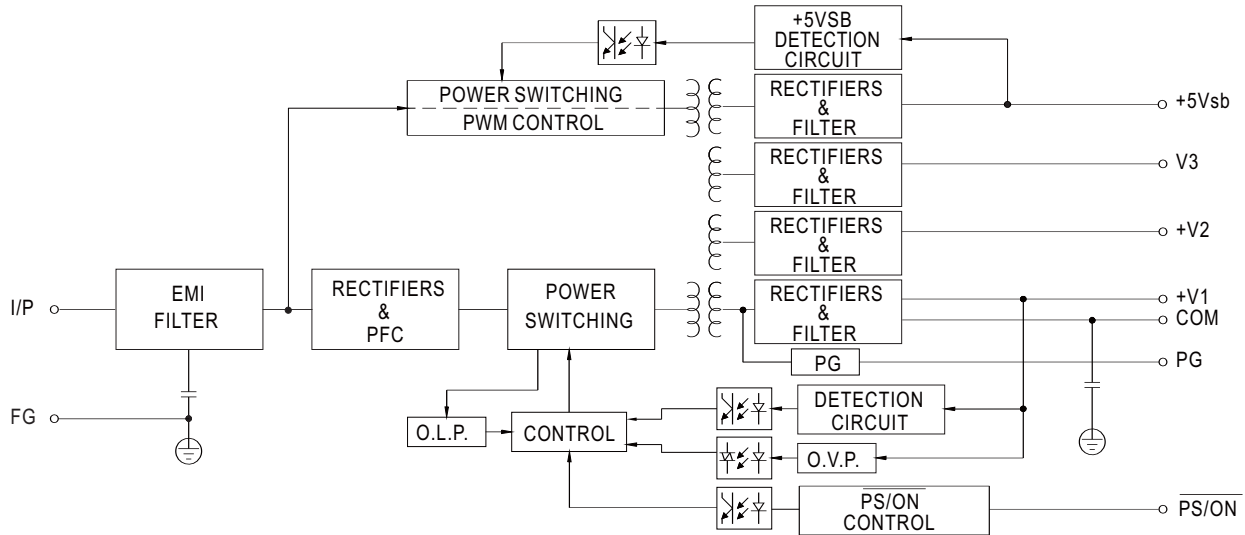 +5VSB
DETECTION
CIRCUIT
POWER SWITCHING
PWM CONTROL
RECTIFIERS
&
FILTER
+5Vsb
RECTIFIERS
&
FILTER
V3
RECTIFIERS
&
FILTER
+V2
I/P
EMI
FILTER
RECTIFIERS
&
PFC
POWER
SWITCHING
RECTIFIERS
&
FILTER
+V1
COM
PG
PG
FG
O.L.P.
CONTROL
DETECTION
CIRCUIT
O.V.P.
PS/ON
CONTROL
PS/ON